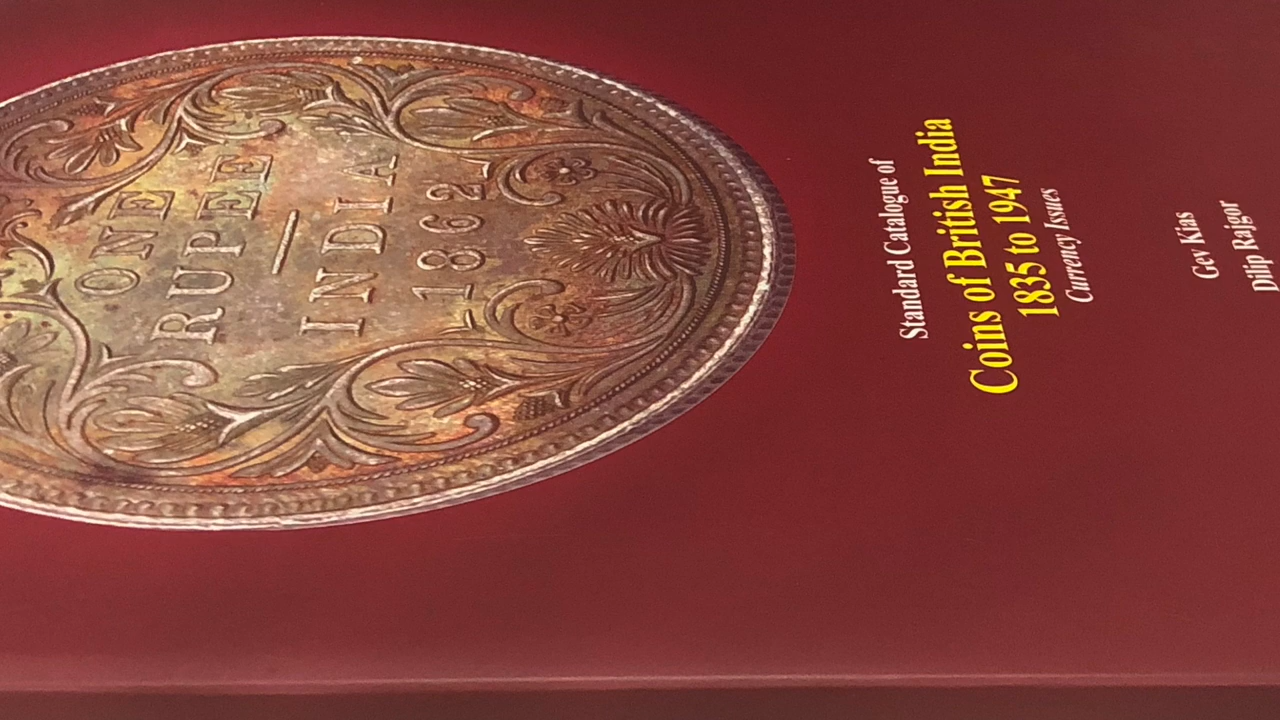 ONE
RUPEE
INDIA
1862
Standard Catalogue of
Coins of British India
1835 to 1947
Currency Issues
Gev Kias
Dilip Rajgor